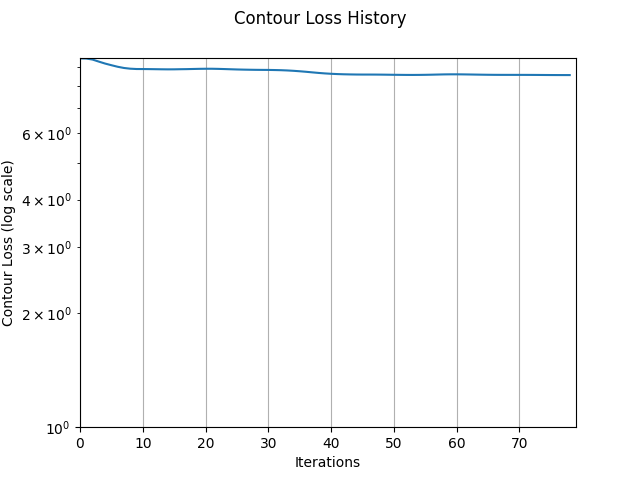 Contour Loss History
Contour Loss (log scale)
6 × 10⁰
4 × 10⁰
3 × 10⁰
2 × 10⁰
10⁰
0 10 20 30 40 50 60 70
Iterations